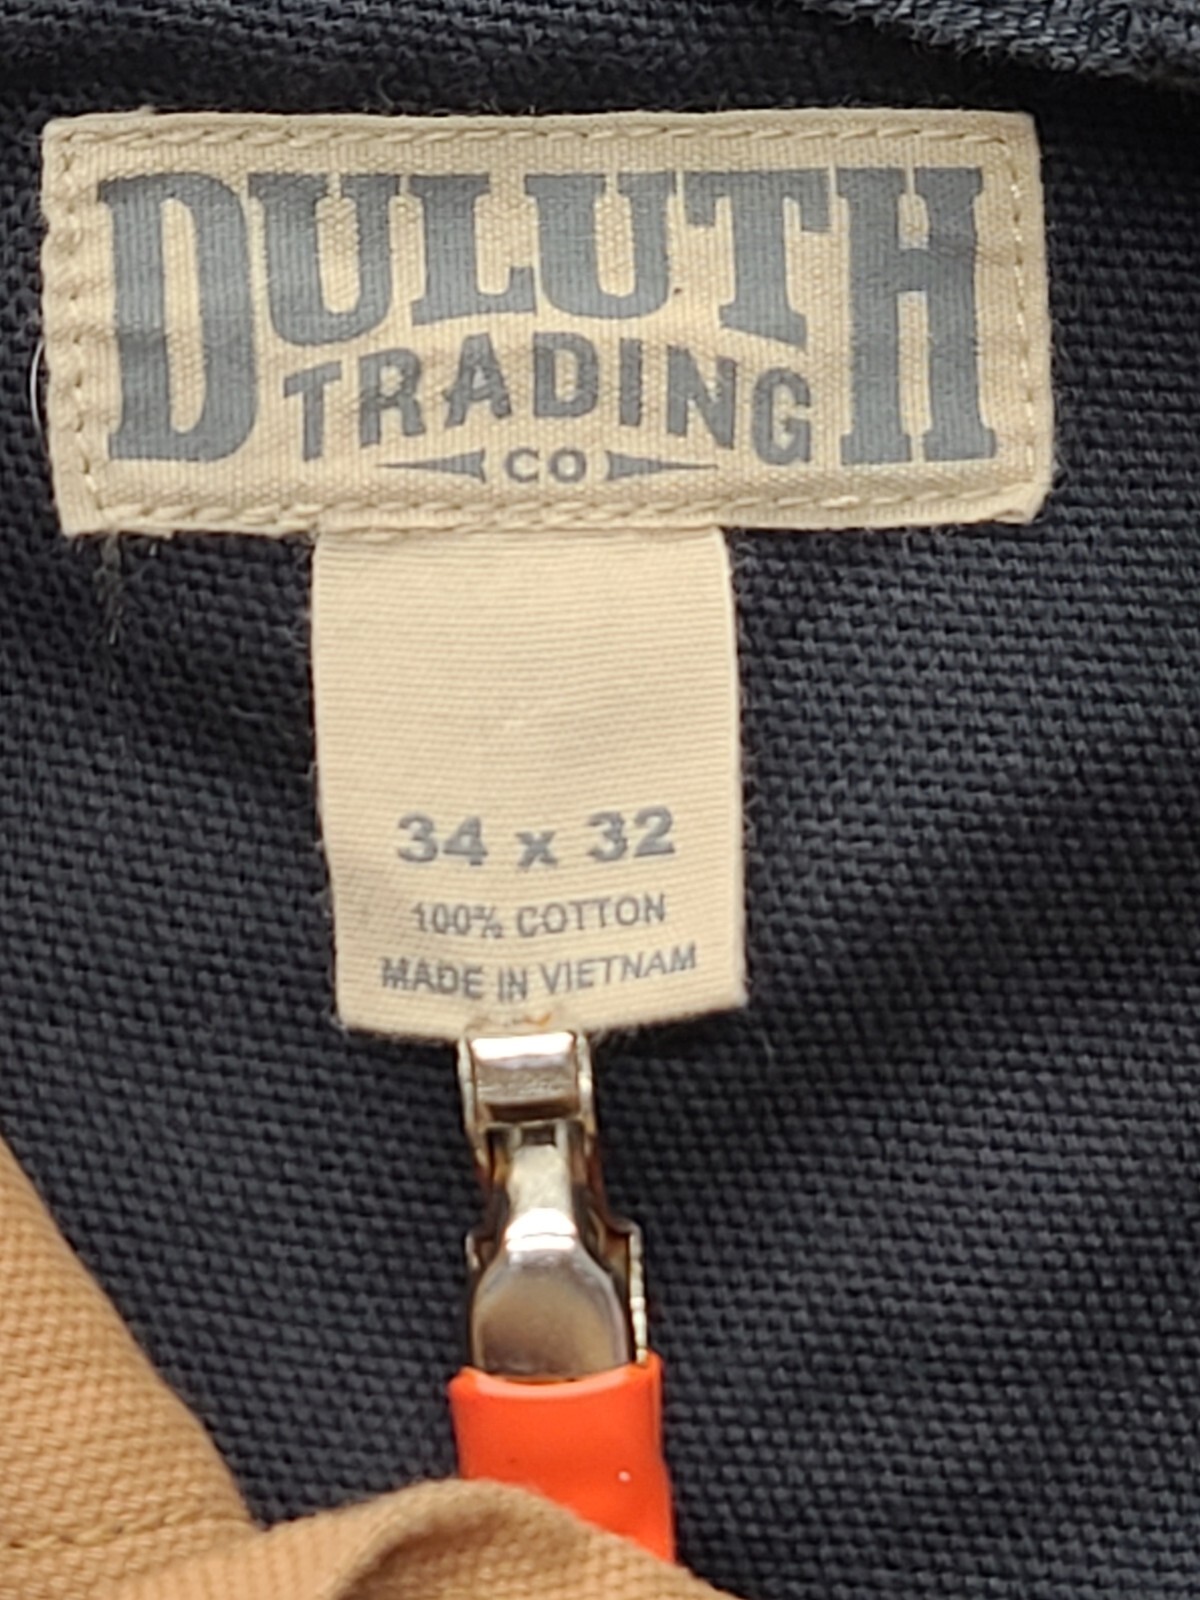 DULUTH
TRADING
CO
34 x 32
100% COTTON
MADE IN VIETNAM